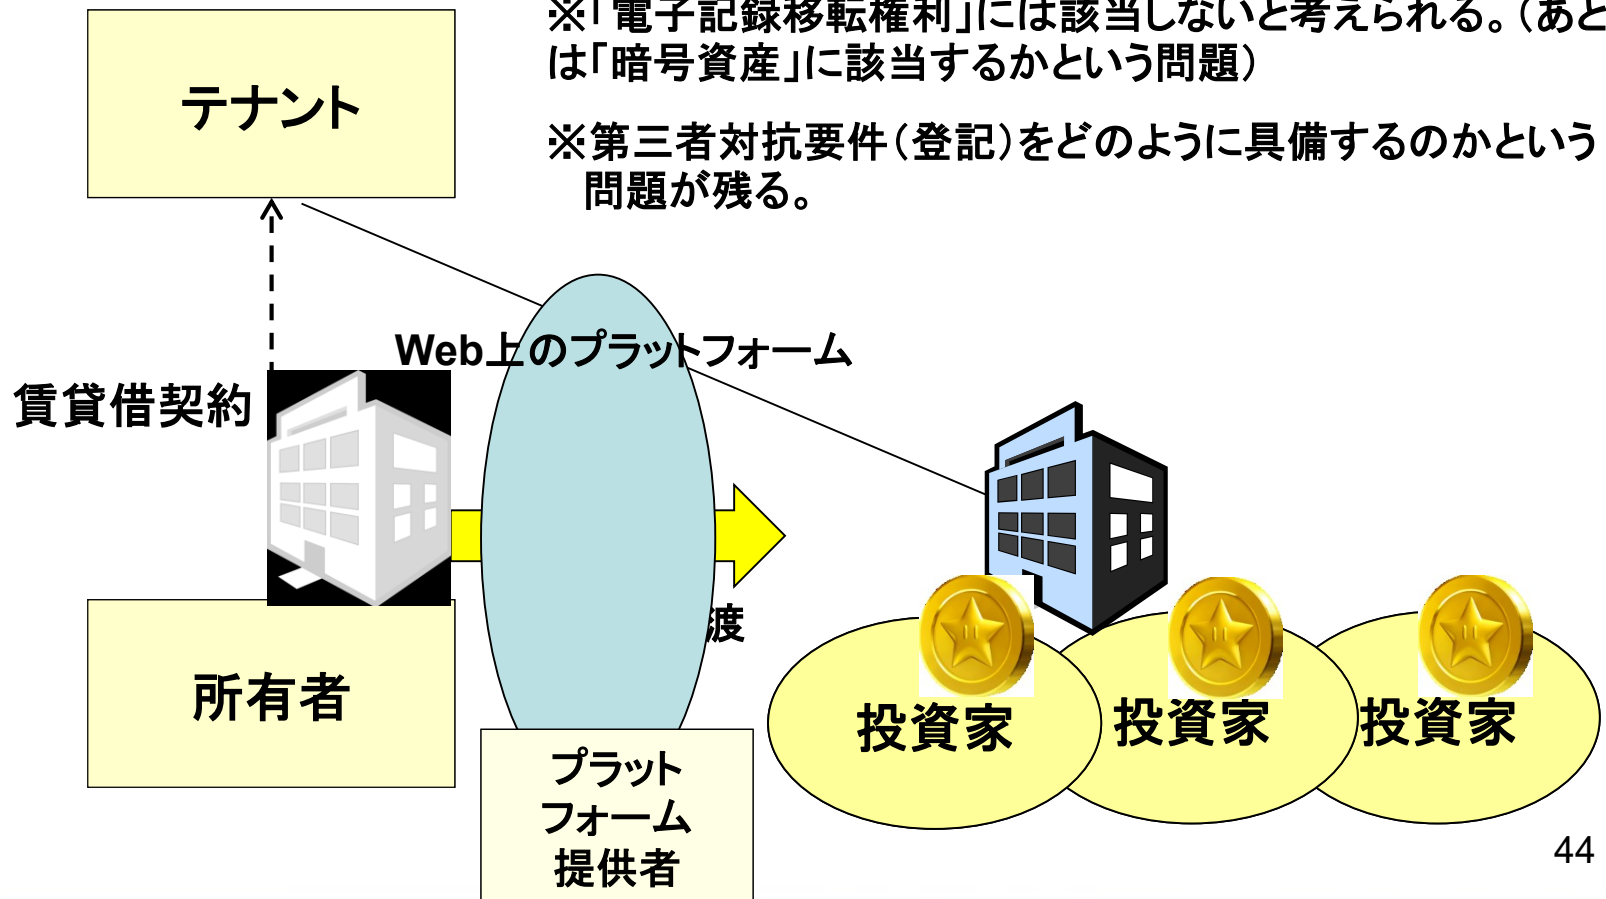 ※「電子記録移転権利」には該当しないと考えられる。（あと
は「暗号資産」に該当するかという問題）
※第三者対抗要件（登記）をどのように具備するのかという
問題が残る。
テナント
Web上のプラットフォーム
賃貸借契約
渡
所有者
投資家
投資家
投資家
プラット
フォーム
提供者
44